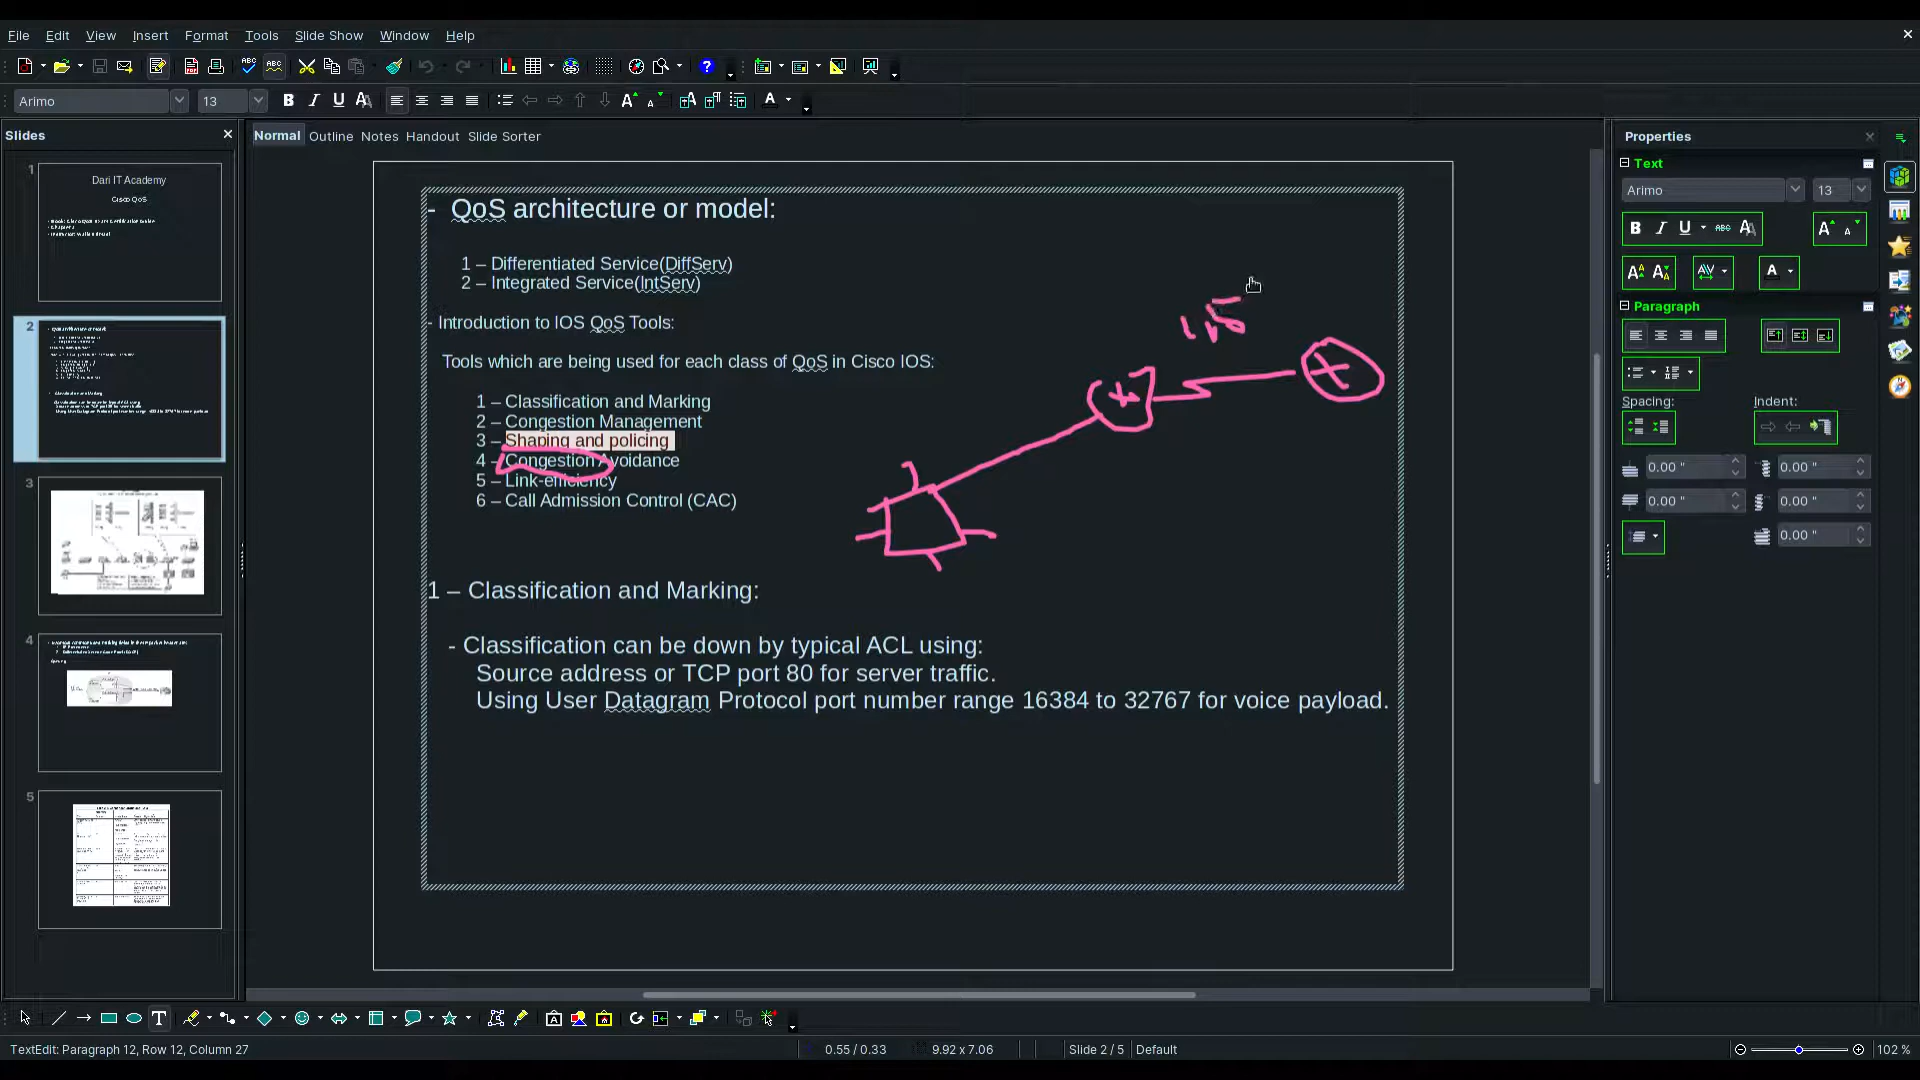 File Edit View Insert Format Tools Slide Show Window Help
Arimo 13
Slides
Normal Outline Notes Handout Slide Sorter
1
Dari IT Academy
Cisco QoS
2
3
4
5
- QoS architecture or model:
1 – Differentiated Service(DiffServ)
2 – Integrated Service(IntServ)
- Introduction to IOS QoS Tools:
Tools which are being used for each class of QoS in Cisco IOS:
1 – Classification and Marking
2 – Congestion Management
3 – Shaping and policing
4 – Congestion Avoidance
5 – Link-efficiency
6 – Call Admission Control (CAC)
1 – Classification and Marking:
- Classification can be down by typical ACL using:
Source address or TCP port 80 for server traffic.
Using User Datagram Protocol port number range 16384 to 32767 for voice payload.
Properties
Text
Arimo 13
Paragraph
Spacing: Indent:
0.00 " 0.00 "
0.00 " 0.00 "
0.00 "
TextEdit: Paragraph 12, Row 12, Column 27
0.55 / 0.33
9.92 x 7.06
Slide 2 / 5
Default
102 %